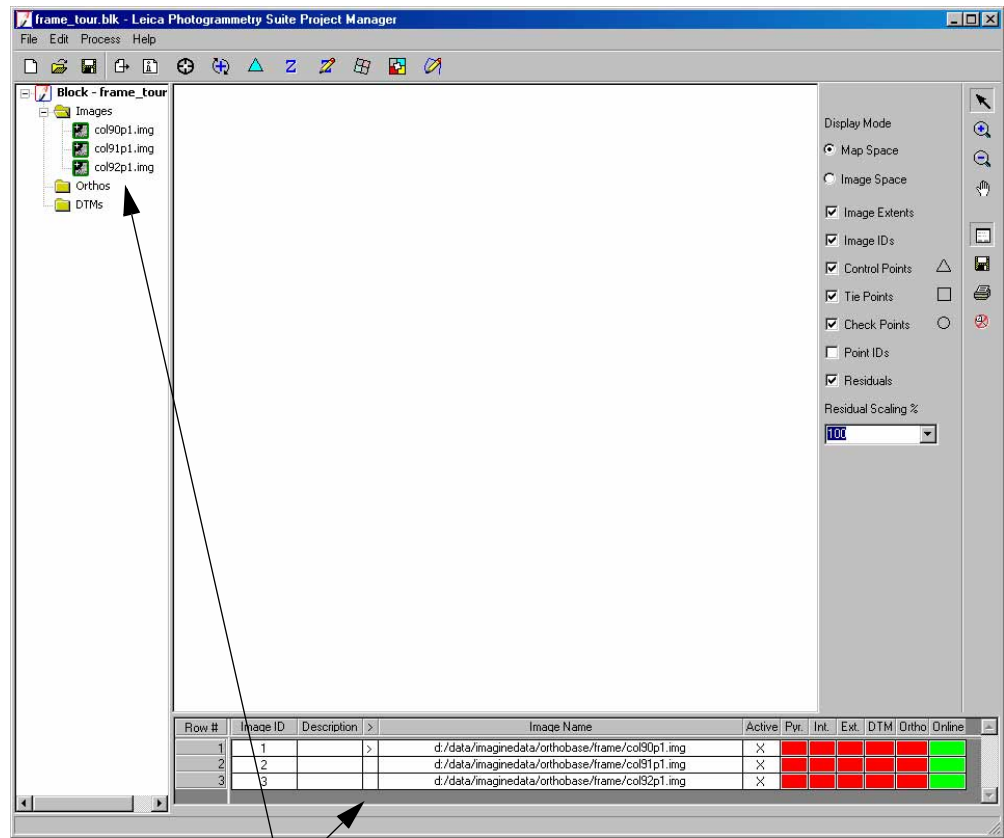 frame_tour.blk - Leica Photogrammetry Suite Project Manager
File Edit Process Help
Block - frame_tour
Images
col90p1.img
col91p1.img
col92p1.img
Orthos
DTMs
Display Mode
Map Space
Image Space
Image Extents
Image IDs
Control Points
Tie Points
Check Points
Point IDs
Residuals
Residual Scaling %
100
Row # Image ID Description > Image Name Active Pyr. Int. Ext. DTM Ortho Online
1 1 > d:/data/imaginedata/orthobase/frame/col90p1.img X
2 2 d:/data/imaginedata/orthobase/frame/col91p1.img X
3 3 d:/data/imaginedata/orthobase/frame/col92p1.img X